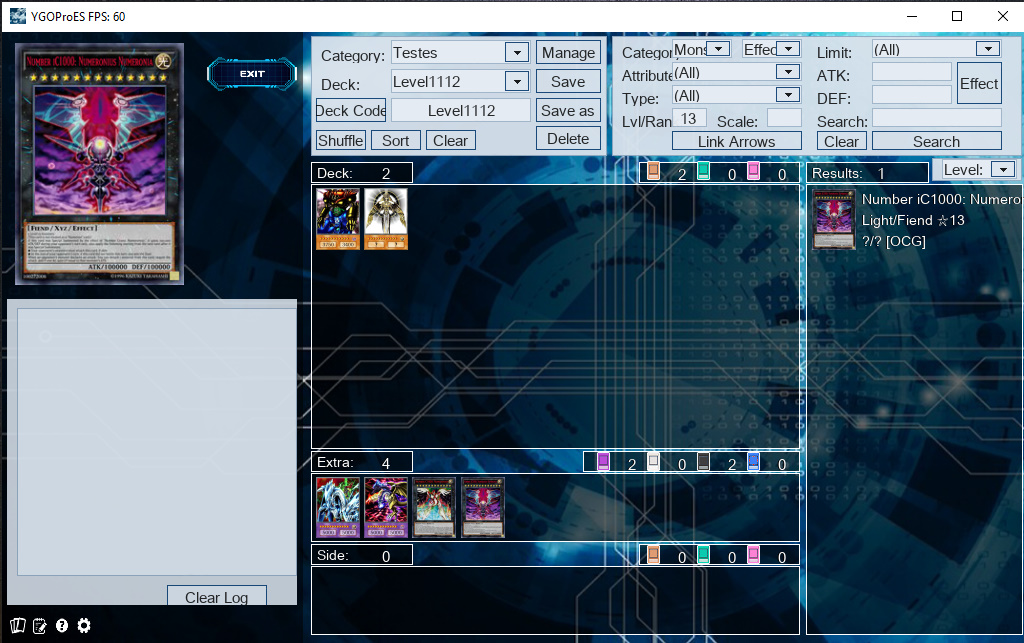 YGOProES FPS: 60
Number iC1000: Numeronius Numeronia
[Fiend / Xyz / Effect]
ATK/100000 DEF/100000
EXIT
Clear Log
Category: Testes Manage
Deck: Level1112 Save
Deck Code Level1112 Save as
Shuffle Sort Clear Delete
Categor Mons Effec Limit: (All)
Attribute (All) ATK: Effect
Type: (All) DEF:
Lvl/Ran 13 Scale: Search:
Link Arrows Clear Search
Deck: 2 2 0 0
Results: 1 Level:
Number iC1000: Numero
Light/Fiend ☆13
?/? [OCG]
Extra: 4 2 0 2 0
Side: 0 0 0 0